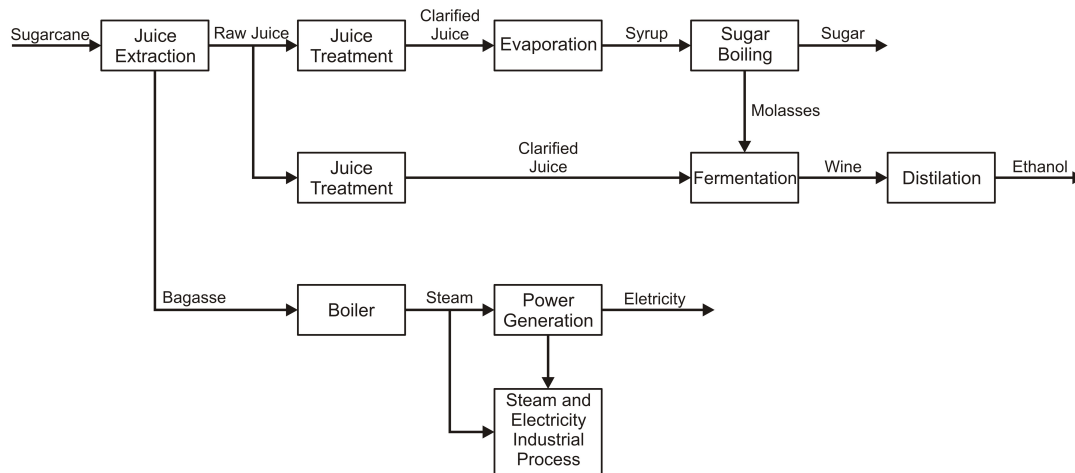 Sugarcane
Juice
Extraction
Raw Juice
Juice
Treatment
Clarified
Juice
Evaporation
Syrup
Sugar
Boiling
Sugar
Molasses
Juice
Treatment
Clarified
Juice
Fermentation
Wine
Distilation
Ethanol
Bagasse
Boiler
Steam
Power
Generation
Eletricity
Steam and
Electricity
Industrial
Process